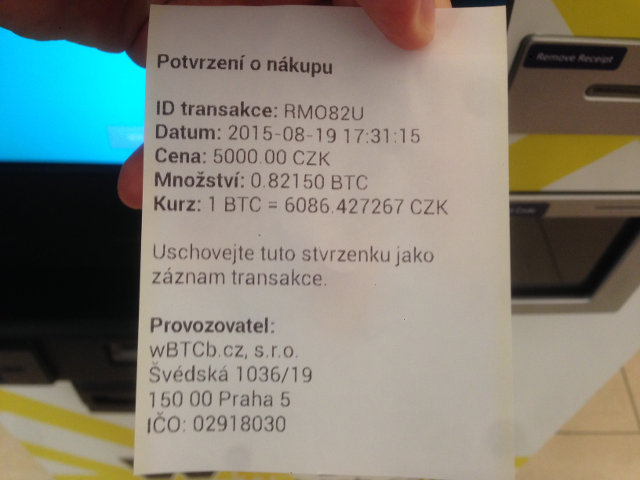 Potvrzení o nákupu
ID transakce: RMO82U
Datum: 2015-08-19 17:31:15
Cena: 5000.00 CZK
Množství: 0.82150 BTC
Kurz: 1 BTC = 6086.427267 CZK
Uschovejte tuto stvrzenku jako
záznam transakce.
Provozovatel:
wBTCb.cz, s.r.o.
Švédská 1036/19
150 00 Praha 5
IČO: 02918030
Remove Receipt